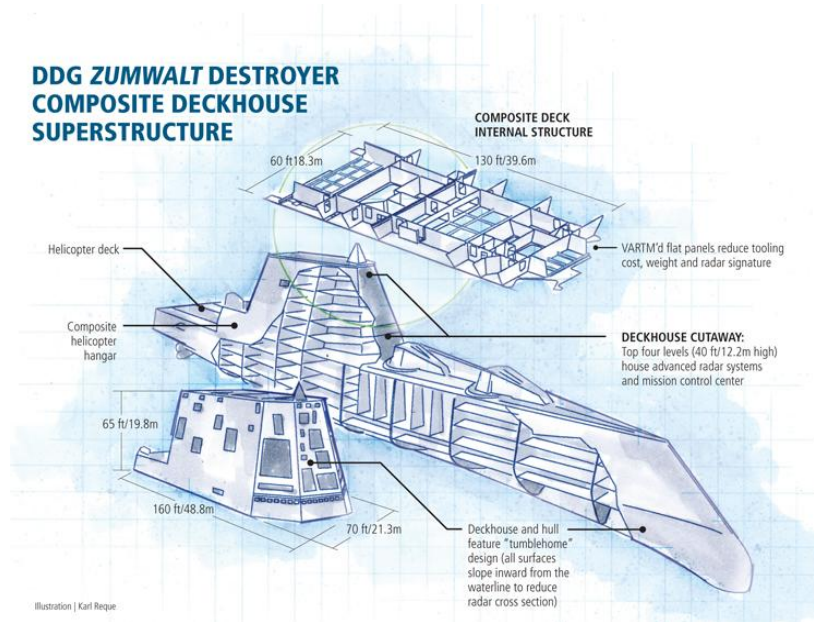 DDG ZUMWALT DESTROYER
COMPOSITE DECKHOUSE
SUPERSTRUCTURE
COMPOSITE DECK
INTERNAL STRUCTURE
60 ft18.3m
130 ft/39.6m
Helicopter deck
VARTM'd flat panels reduce tooling
cost, weight and radar signature
Composite
helicopter
hangar
DECKHOUSE CUTAWAY:
Top four levels (40 ft/12.2m high)
house advanced radar systems
and mission control center
65 ft/19.8m
160 ft/48.8m
70 ft/21.3m
Deckhouse and hull
feature “tumblehome”
design (all surfaces
slope inward from the
waterline to reduce
radar cross section)
Illustration | Karl Reque